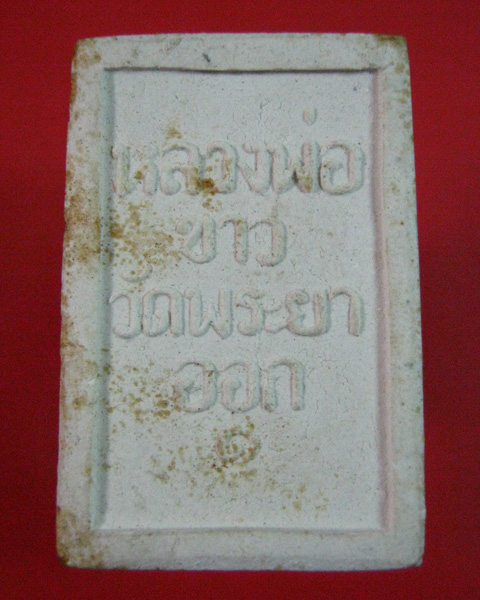 หลวงพ่อ
ขาว
วัดพระยา
ออก